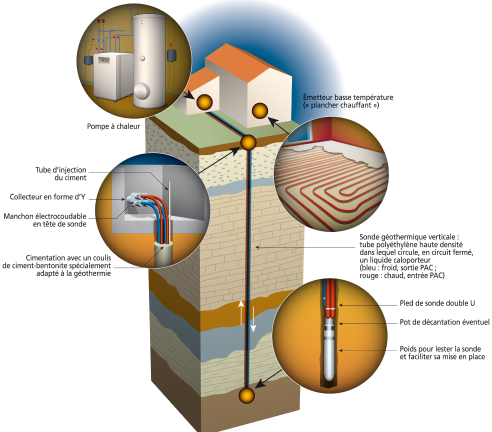 Emetteur basse température
(« plancher chauffant »)
Pompe à chaleur
Tube d'injection
du ciment
Collecteur en forme d'Y
Manchon électrocoudable
en tête de sonde
Cimentation avec un coulis
de ciment-bentonite spécialement
adapté à la géothermie
Sonde géothermique verticale :
tube polyéthylène haute densité
dans lequel circule, en circuit fermé,
un liquide caloporteur
(bleu : froid, sortie PAC ;
rouge : chaud, entrée PAC)
Pied de sonde double U
Pot de décantation éventuel
Poids pour lester la sonde
et faciliter sa mise en place